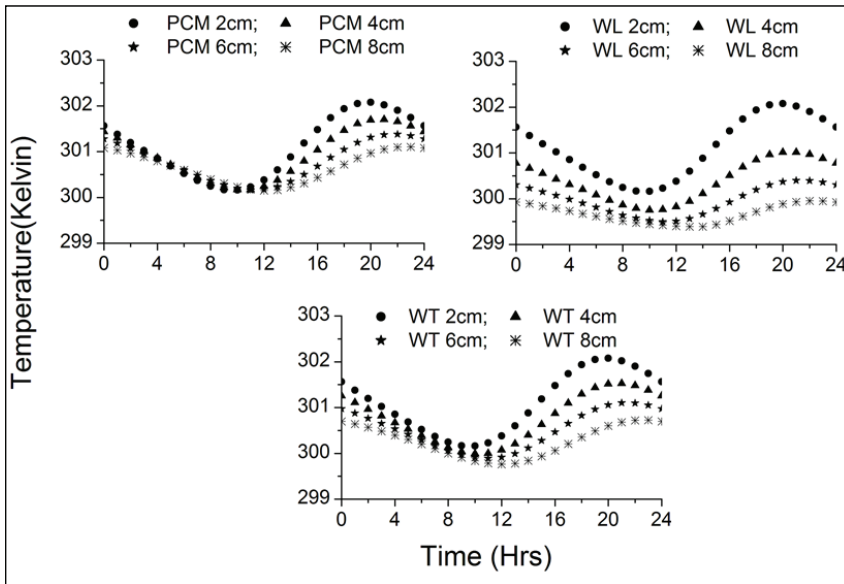 PCM 2cm; PCM 4cm
PCM 6cm; PCM 8cm
303
302
301
300
299
0 4 8 12 16 20 24
WL 2cm; WL 4cm
WL 6cm; WL 8cm
303
302
301
300
299
0 4 8 12 16 20 24
Temperature(Kelvin)
WT 2cm; WT 4cm
WT 6cm; WT 8cm
303
302
301
300
299
0 4 8 12 16 20 24
Time (Hrs)